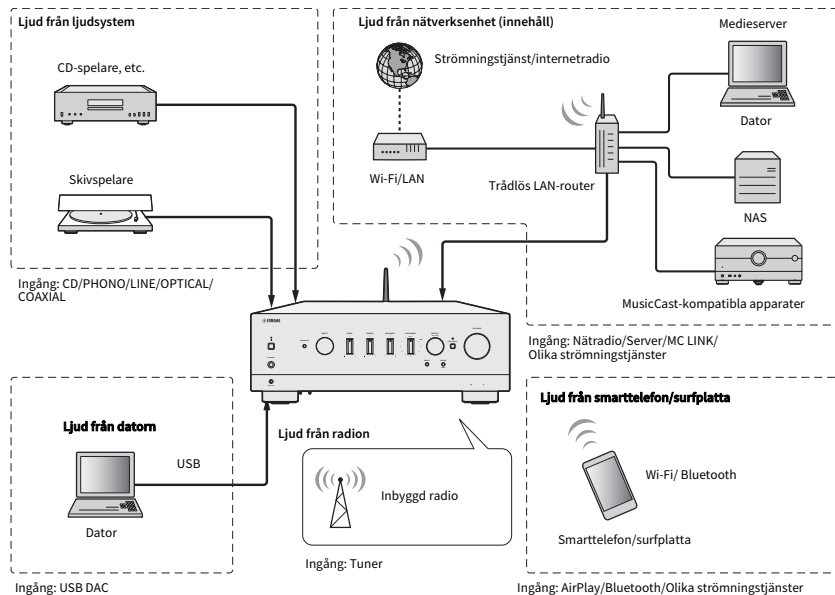 Ljud från ljudsystem
CD-spelare, etc.
Skivspelare
Ingång: CD/PHONO/LINE/OPTICAL/
COAXIAL
Ljud från nätverksenhet (innehåll)
Strömningstjänst/internetradio
Wi-Fi/LAN
Trådlös LAN-router
Medieserver
Dator
NAS
MusicCast-kompatibla apparater
Ingång: Nätradio/Server/MC LINK/
Olika strömningstjänster
YAMAHA
Ljud från datorn
USB
Dator
Ingång: USB DAC
Ljud från radion
Inbyggd radio
Ingång: Tuner
Ljud från smarttelefon/surfplatta
Wi-Fi/ Bluetooth
Smarttelefon/surfplatta
Ingång: AirPlay/Bluetooth/Olika strömningstjänster